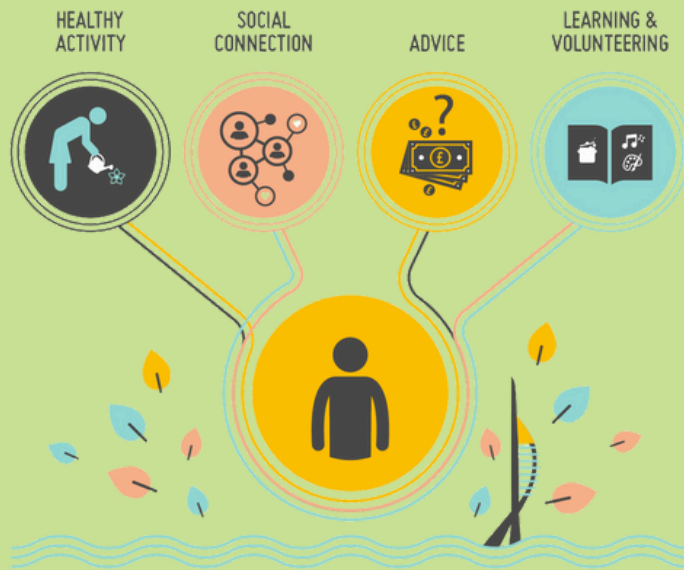 HEALTHY
ACTIVITY
SOCIAL
CONNECTION
ADVICE
LEARNING &
VOLUNTEERING
?
£
£
£
£